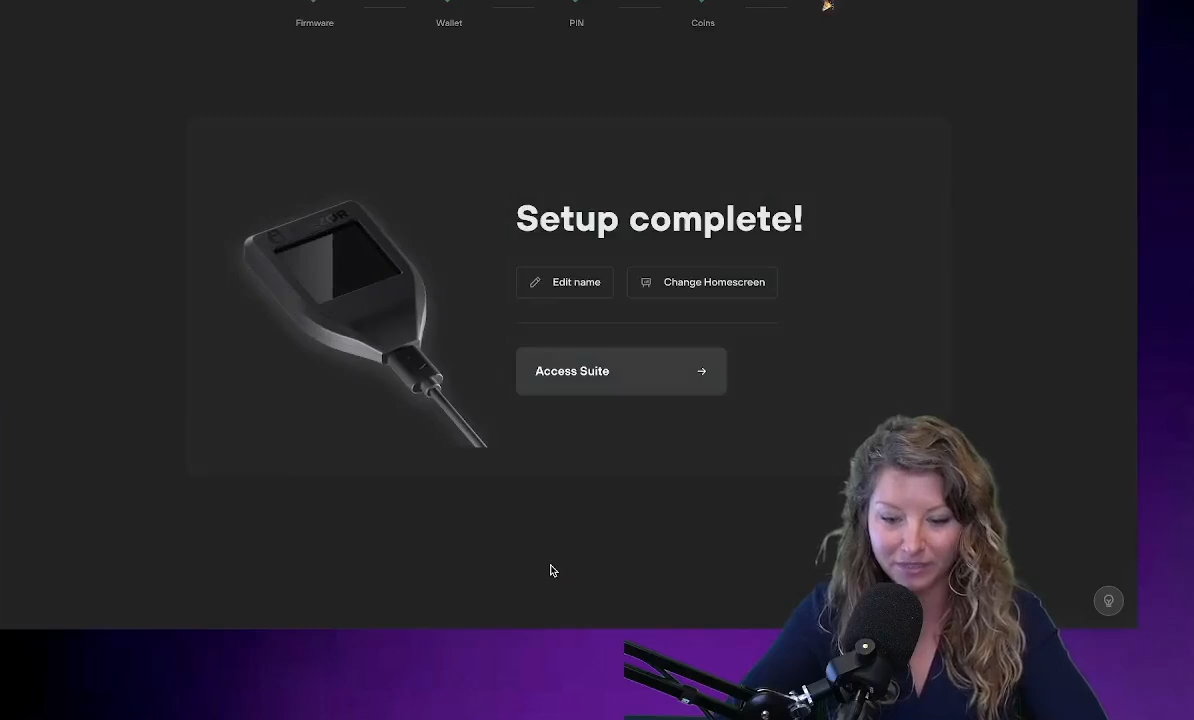 Firmware
Wallet
PIN
Coins
Setup complete!
Edit name
Change Homescreen
Access Suite